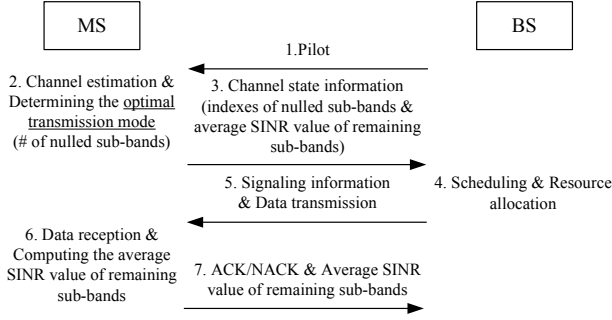 MS
BS
1.Pilot
2. Channel estimation &
Determining the optimal
transmission mode
(# of nulled sub-bands)
3. Channel state information
(indexes of nulled sub-bands &
average SINR value of remaining
sub-bands)
4. Scheduling & Resource
allocation
5. Signaling information
& Data transmission
6. Data reception &
Computing the average
SINR value of remaining
sub-bands
7. ACK/NACK & Average SINR
value of remaining sub-bands